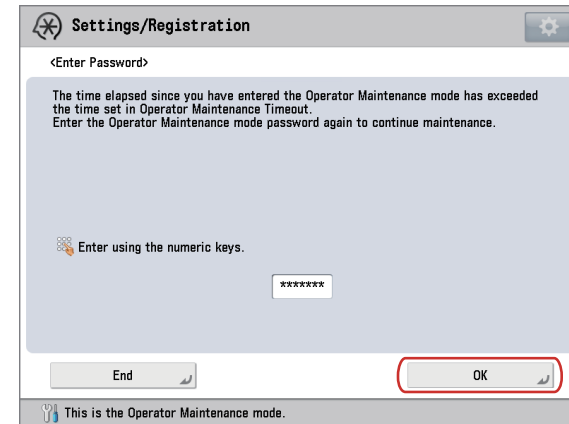 Settings/Registration
<Enter Password>
The time elapsed since you have entered the Operator Maintenance mode has exceeded
the time set in Operator Maintenance Timeout.
Enter the Operator Maintenance mode password again to continue maintenance.
Enter using the numeric keys.
*******
End
OK
This is the Operator Maintenance mode.